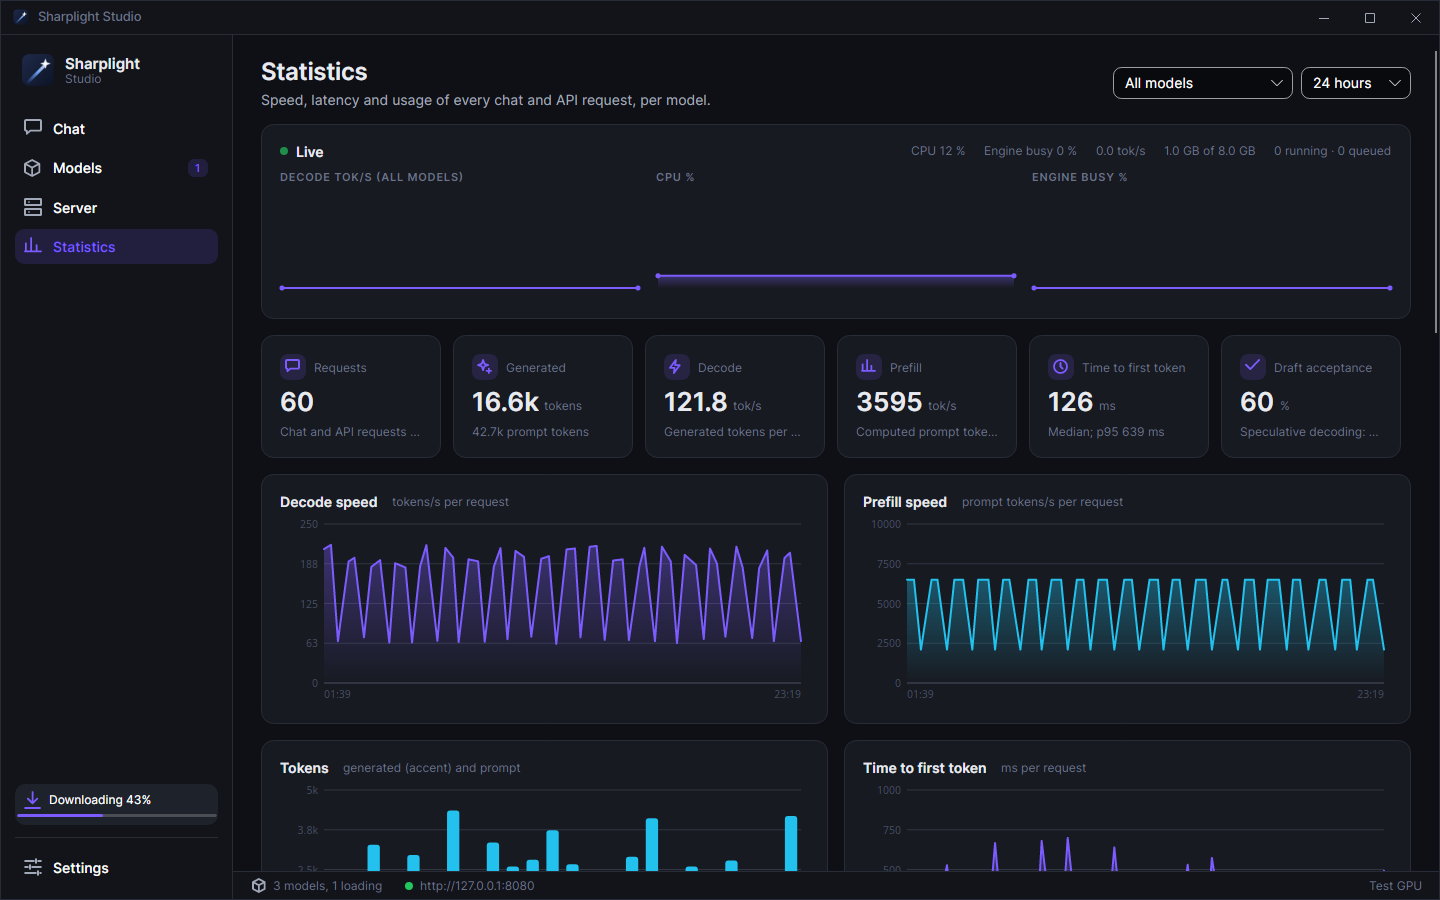 Sharplight Studio
Sharplight
Studio
Chat
Models 1
Server
Statistics
Downloading 43%
Settings
Statistics
Speed, latency and usage of every chat and API request, per model.
All models
24 hours
Live
CPU 12 % Engine busy 0 % 0.0 tok/s 1.0 GB of 8.0 GB 0 running · 0 queued
DECODE TOK/S (ALL MODELS) CPU % ENGINE BUSY %
Requests
60
Chat and API requests ...
Generated
16.6k tokens
42.7k prompt tokens
Decode
121.8 tok/s
Generated tokens per ...
Prefill
3595 tok/s
Computed prompt toke...
Time to first token
126 ms
Median; p95 639 ms
Draft acceptance
60 %
Speculative decoding: ...
Decode speed tokens/s per request
250
188
125
63
0
01:39 23:19
Prefill speed prompt tokens/s per request
10000
7500
5000
2500
0
01:39 23:19
Tokens generated (accent) and prompt
5k
3.8k
2.5k
Time to first token ms per request
1000
750
500
3 models, 1 loading http://127.0.0.1:8080 Test GPU